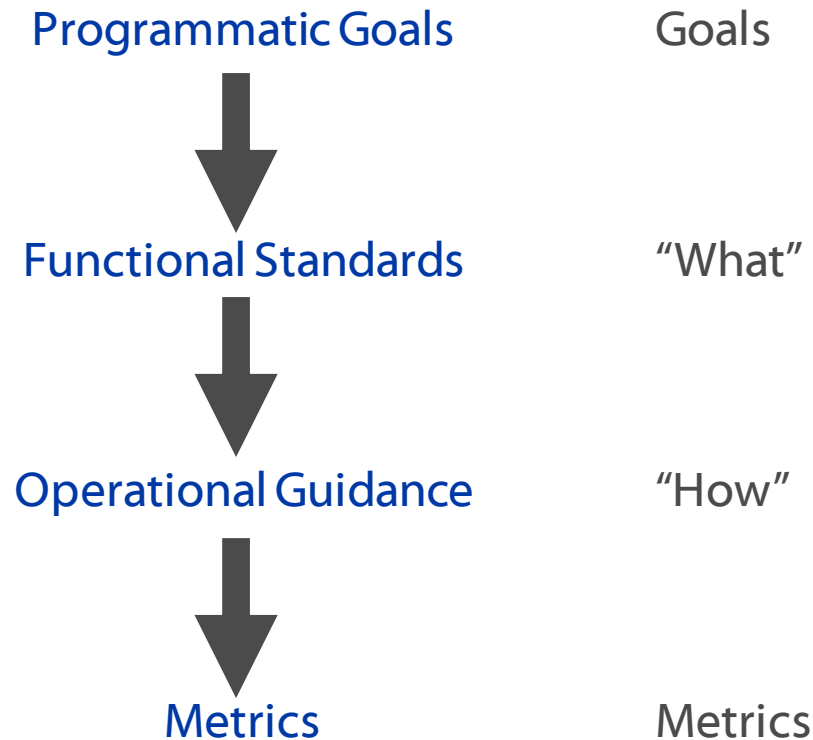 Programmatic Goals Goals
Functional Standards “What”
Operational Guidance “How”
Metrics Metrics